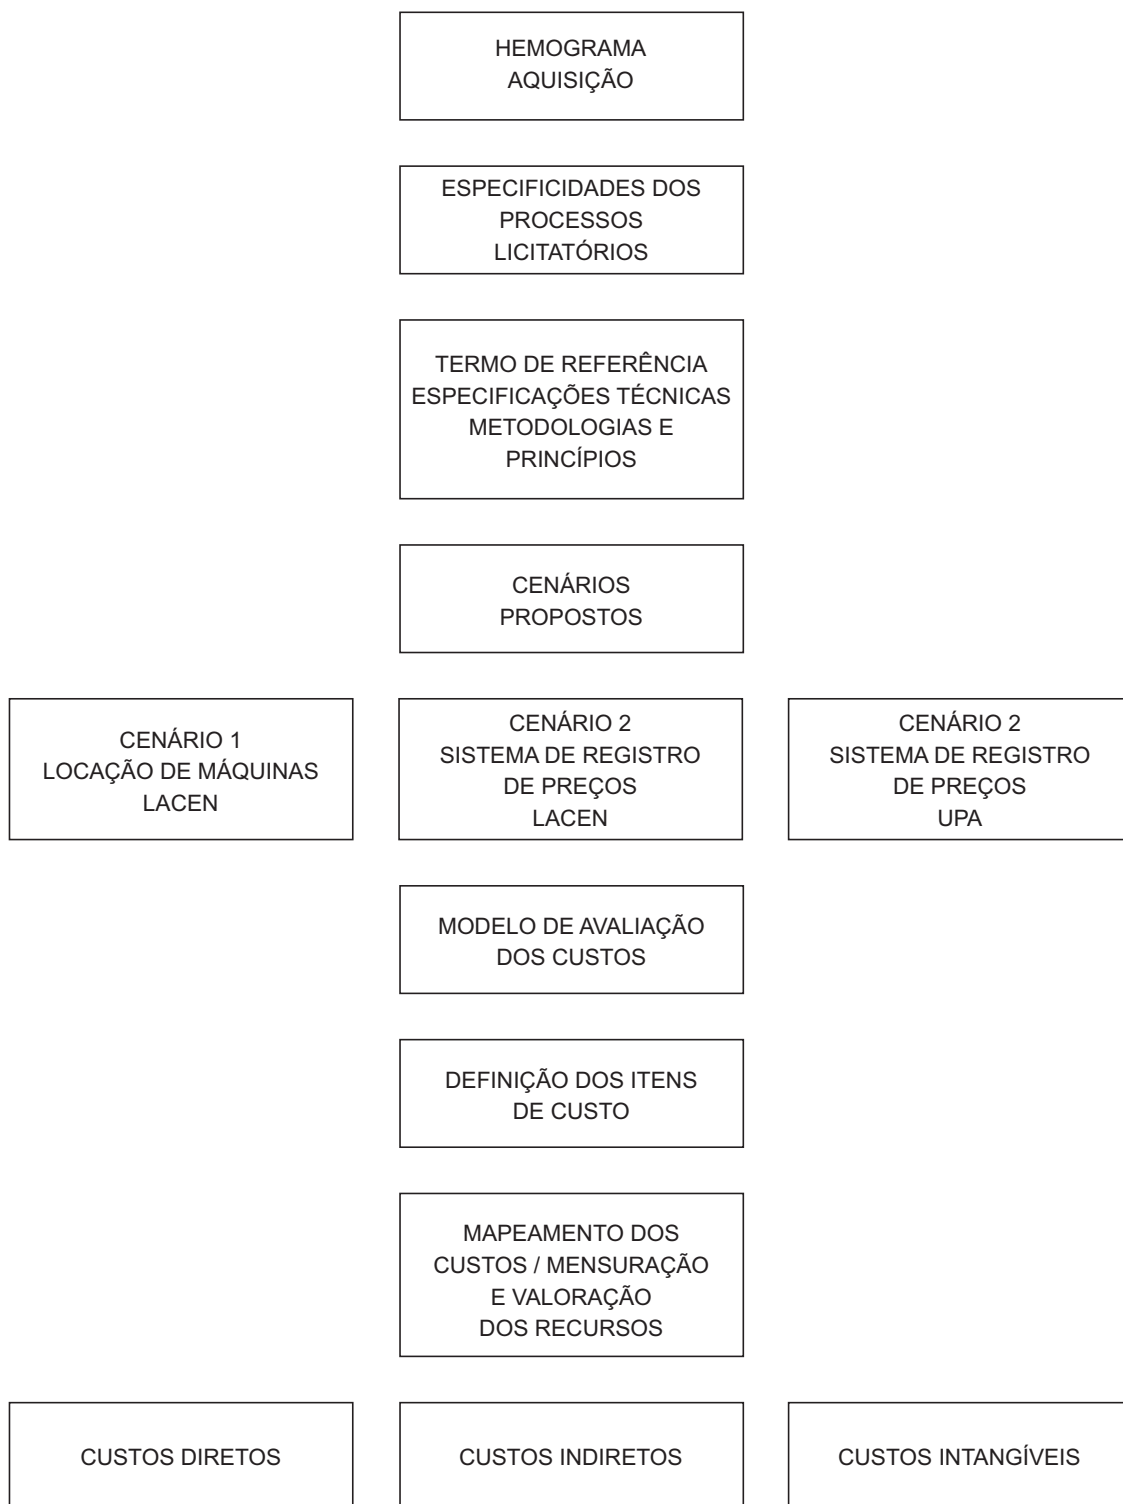 HEMOGRAMA
AQUISIÇÃO
ESPECIFICIDADES DOS
PROCESSOS
LICITATÓRIOS
TERMO DE REFERÊNCIA
ESPECIFICAÇÕES TÉCNICAS
METODOLOGIAS E
PRINCÍPIOS
CENÁRIOS
PROPOSTOS
CENÁRIO 1
LOCAÇÃO DE MÁQUINAS
LACEN
CENÁRIO 2
SISTEMA DE REGISTRO
DE PREÇOS
LACEN
CENÁRIO 2
SISTEMA DE REGISTRO
DE PREÇOS
UPA
MODELO DE AVALIAÇÃO
DOS CUSTOS
DEFINIÇÃO DOS ITENS
DE CUSTO
MAPEAMENTO DOS
CUSTOS / MENSURAÇÃO
E VALORAÇÃO
DOS RECURSOS
CUSTOS DIRETOS
CUSTOS INDIRETOS
CUSTOS INTANGÍVEIS